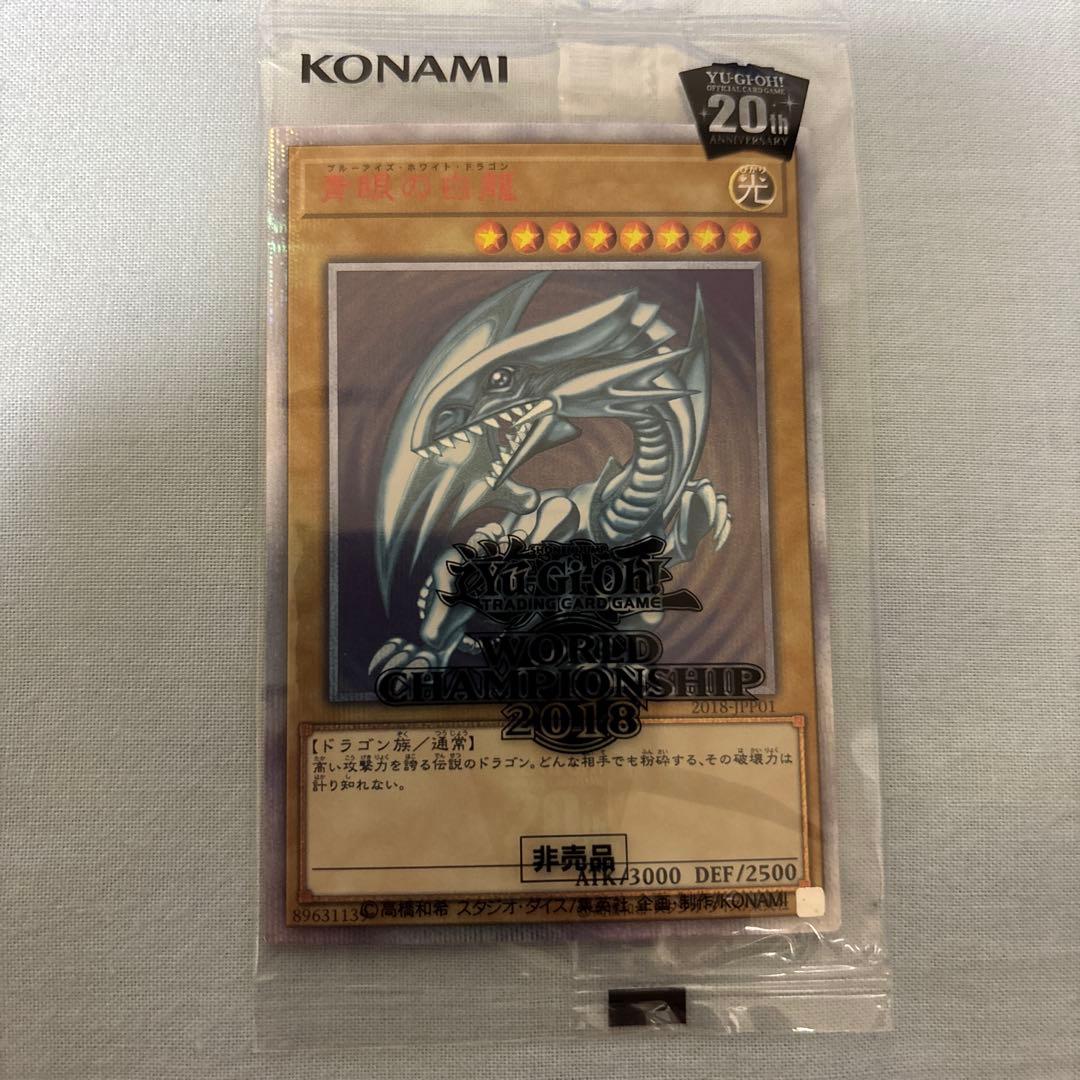 KONAMI
YU-GI-OH!
OFFICIAL CARD GAME
20th
ANNIVERSARY
ブルーアイズ・ホワイト・ドラゴン
青眼の白龍
ひかり
光
Yu-Gi-Oh!
TRADING CARD GAME
WORLD
CHAMPIONSHIP
2018
2018-JPP01
【ドラゴン族/通常】
高い攻撃力を誇る伝説のドラゴン。どんな相手でも粉砕する、その破壊力は
計り知れない。
非売品
ATK/3000 DEF/2500
89631139
©高橋和希 スタジオ・ダイス/集英社 企画・制作/KONAMI